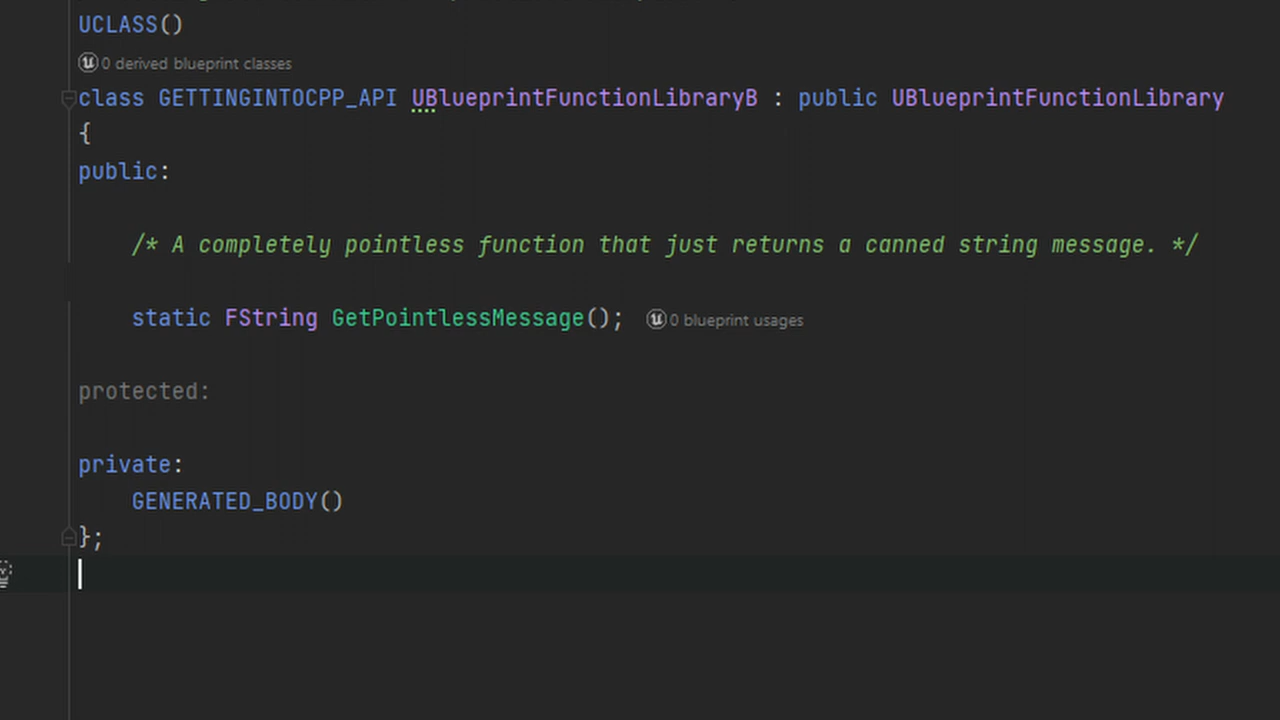 UCLASS()
0 derived blueprint classes
class GETTINGINTOCPP_API UBlueprintFunctionLibraryB : public UBlueprintFunctionLibrary
{
public:
/* A completely pointless function that just returns a canned string message. */
static FString GetPointlessMessage(); 0 blueprint usages
protected:
private:
GENERATED_BODY()
};